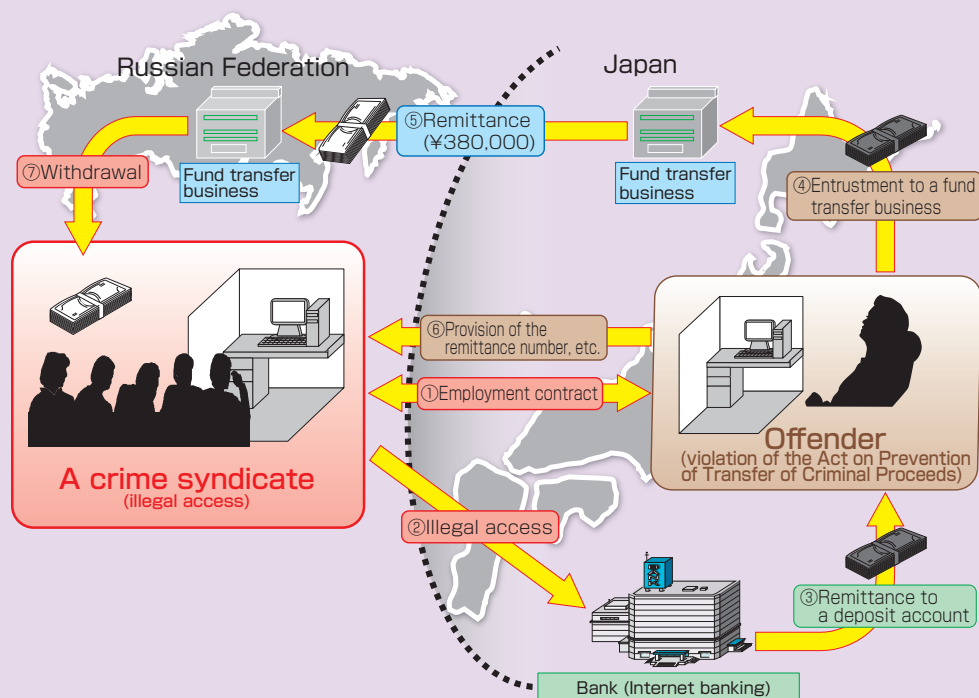 Russian Federation
Japan
⑤Remittance
(¥380,000)
⑦Withdrawal
Fund transfer
business
Fund transfer
business
④Entrustment to a fund
transfer business
⑥Provision of the
remittance number, etc.
①Employment contract
A crime syndicate
(illegal access)
Offender
(violation of the Act on Prevention
of Transfer of Criminal Proceeds)
②Illegal access
③Remittance to
a deposit account
Bank (Internet banking)